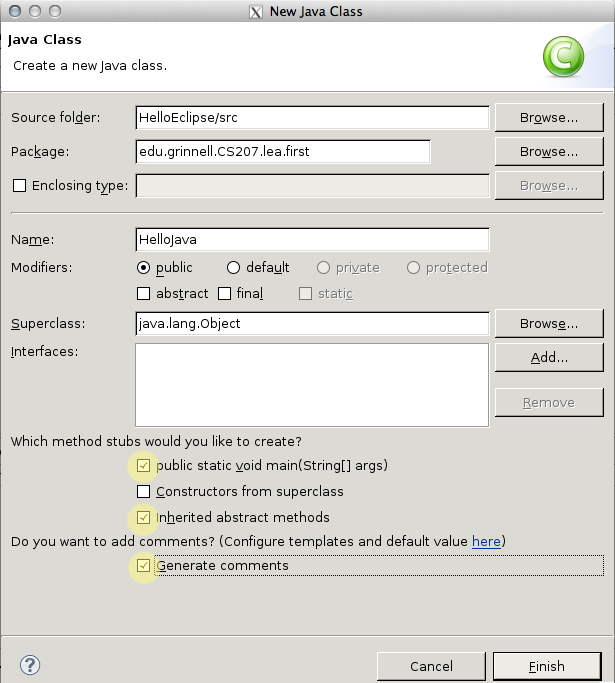 New Java Class
Java Class
Create a new Java class.
C
Source folder: HelloEclipse/src Browse...
Package: edu.grinnell.CS207.lea.first Browse...
Enclosing type: Browse...
Name: HelloJava
Modifiers: public default private protected
abstract final static
Superclass: java.lang.Object Browse...
Interfaces: Add...
Remove
Which method stubs would you like to create?
public static void main(String[] args)
Constructors from superclass
Inherited abstract methods
Do you want to add comments? (Configure templates and default value here)
Generate comments
? Cancel Finish